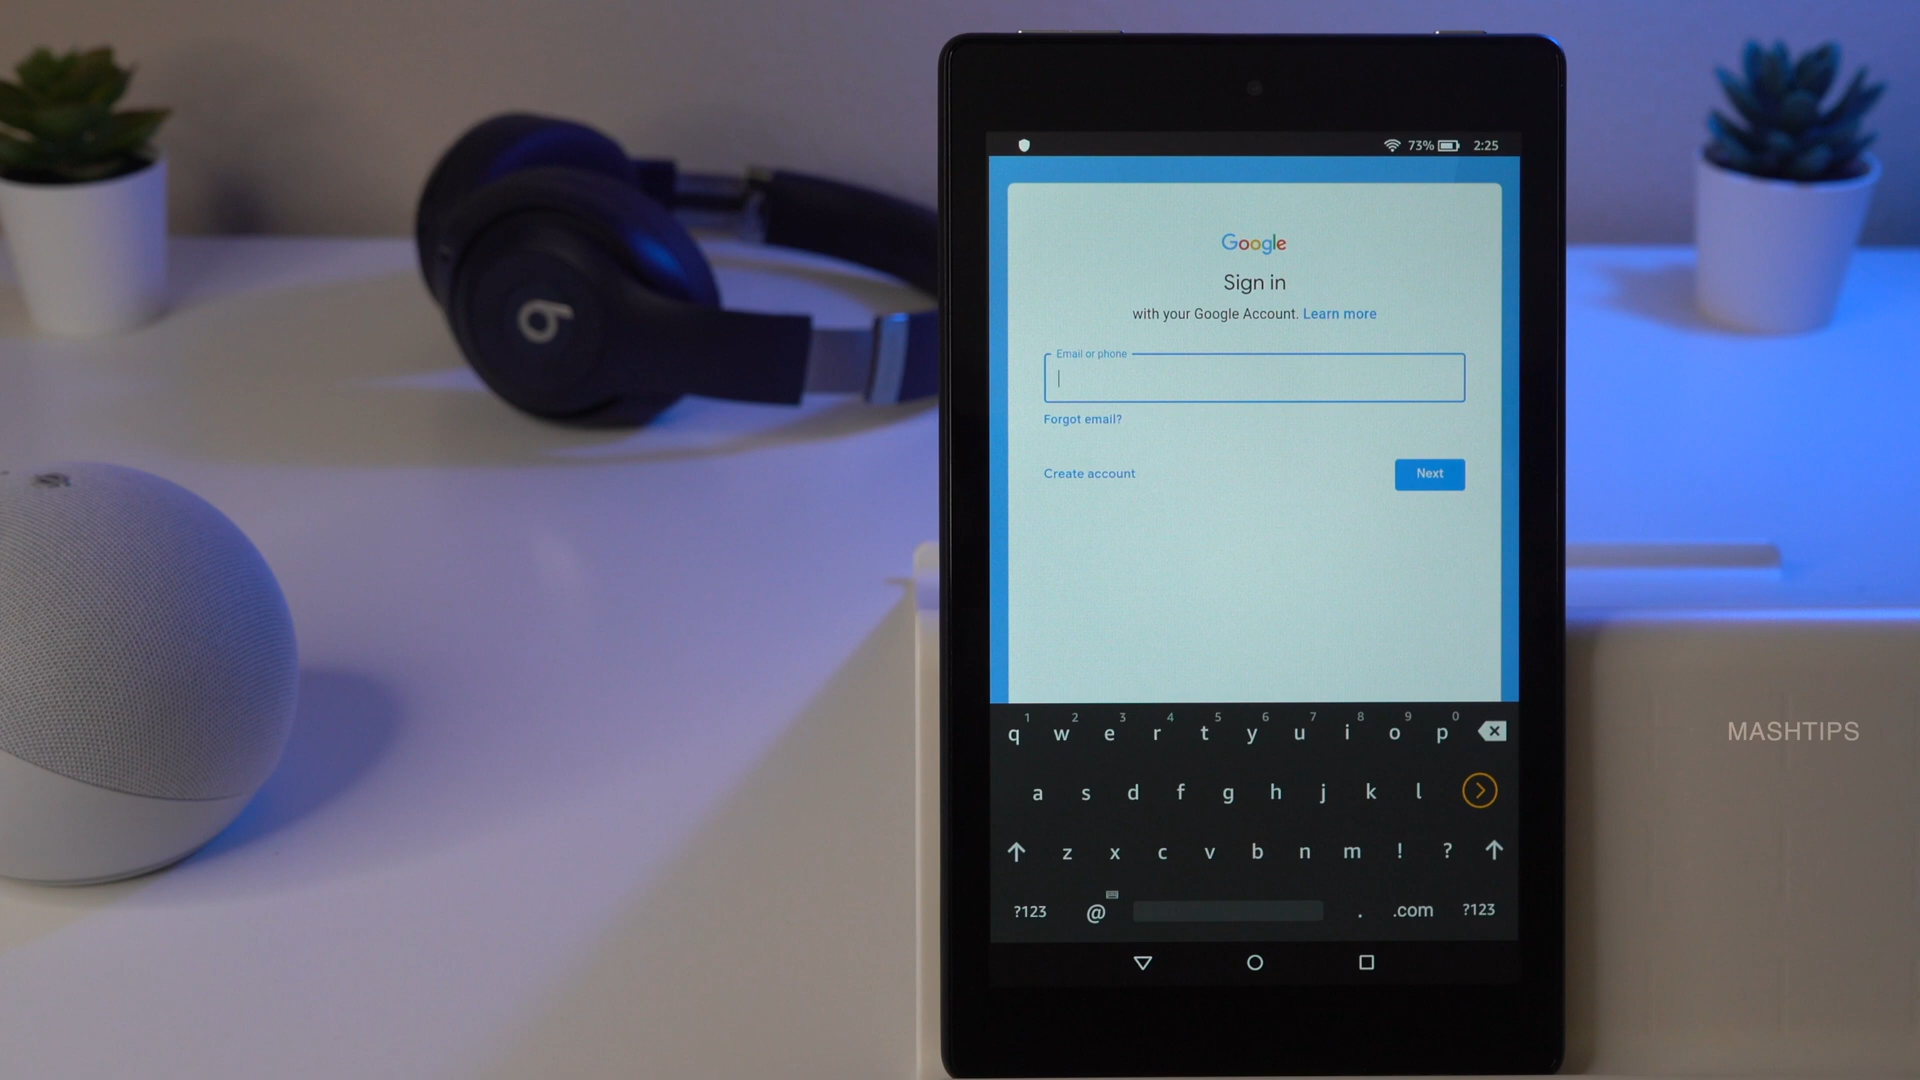 73% 2:25
Google
Sign in
with your Google Account. Learn more
Email or phone
Forgot email?
Create account Next
1 2 3 4 5 6 7 8 9 0
q w e r t y u i o p
a s d f g h j k l
z x c v b n m ! ?
?123 @ . .com ?123
MASHTIPS